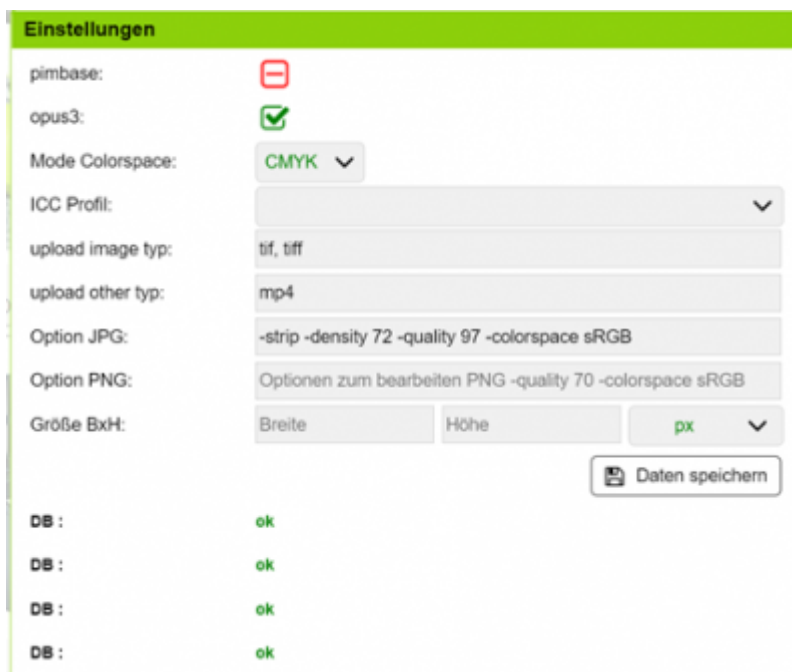 Einstellungen
pimbase:
opus3:
Mode Colorspace: CMYK
ICC Profil:
upload image typ: tif, tiff
upload other typ: mp4
Option JPG: -strip -density 72 -quality 97 -colorspace sRGB
Option PNG: Optionen zum bearbeiten PNG -quality 70 -colorspace sRGB
Größe BxH: Breite Höhe px
Daten speichern
DB : ok
DB : ok
DB : ok
DB : ok